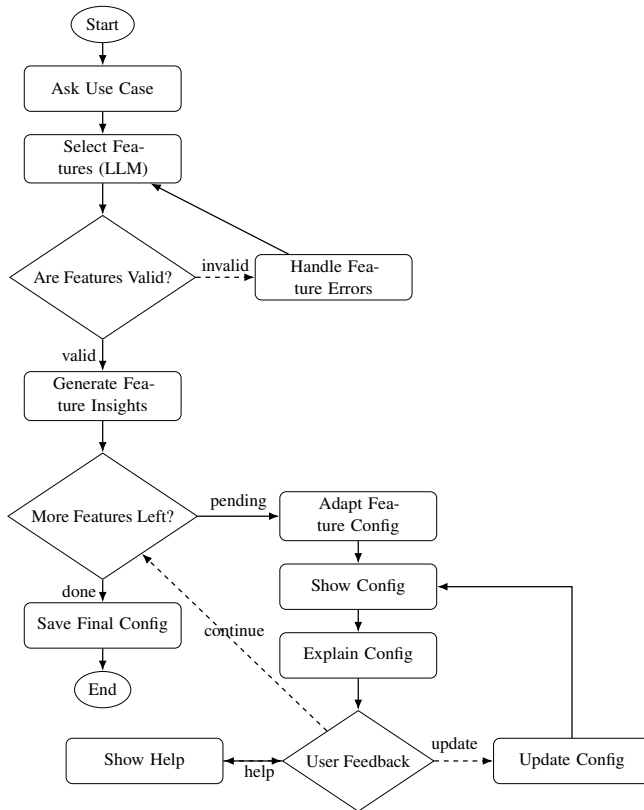 Start
Ask Use Case
Select Fea-
tures (LLM)
Are Features Valid?
invalid
Handle Fea-
ture Errors
valid
Generate Fea-
ture Insights
More Features Left?
pending
Adapt Feature
Config
done
Show Config
Save Final Config
continue
Explain Config
End
Show Help
help
User Feedback
update
Update Config